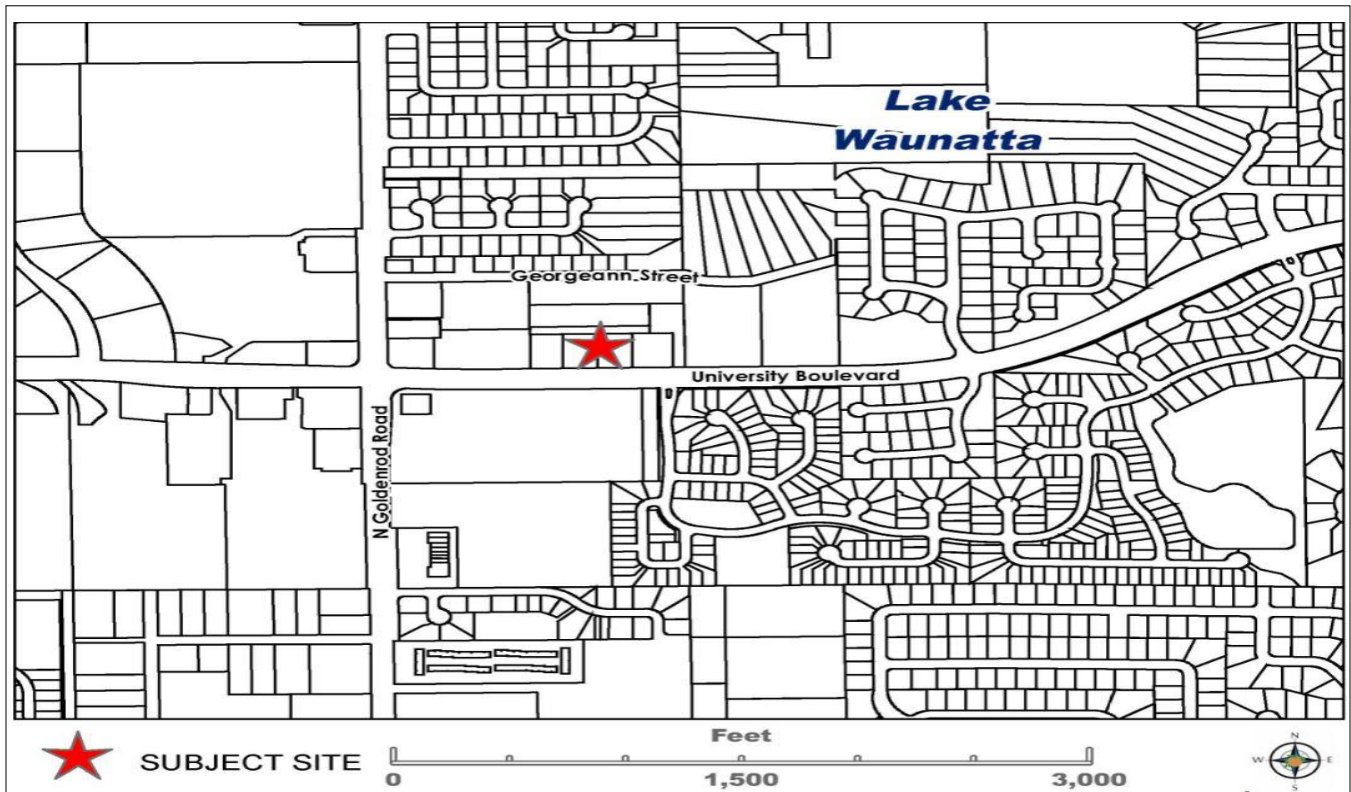 Lake
Waunatta
Georgeann Street
University Boulevard
N Goldenrod Road
SUBJECT SITE
Feet
0 1,500 3,000
N
W E
S